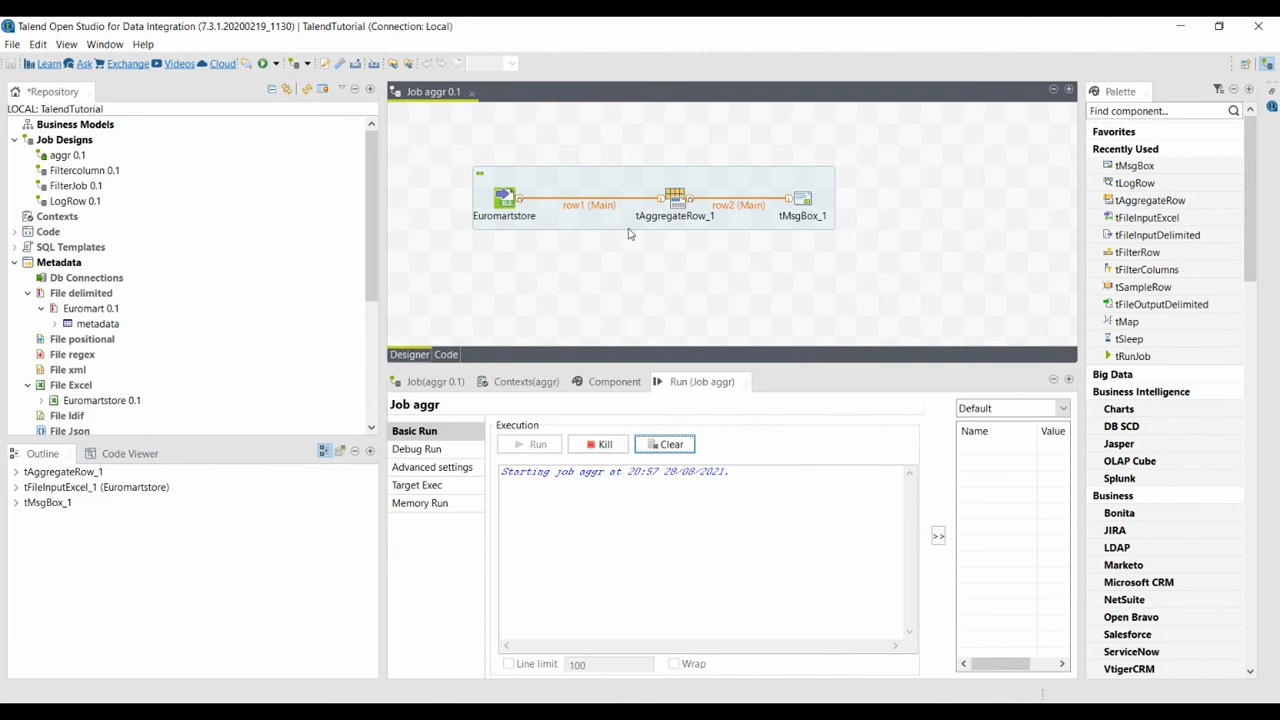 Talend Open Studio for Data Integration (7.3.1.20200219_1130) | TalendTutorial (Connection: Local)
File Edit View Window Help
Learn Ask Exchange Videos Cloud
*Repository
LOCAL: TalendTutorial
Business Models
Job Designs
aggr 0.1
Filtercolumn 0.1
FilterJob 0.1
LogRow 0.1
Contexts
Code
SQL Templates
Metadata
Db Connections
File delimited
Euromart 0.1
metadata
File positional
File regex
File xml
File Excel
Euromartstore 0.1
File ldif
File Json
Outline Code Viewer
tAggregateRow_1
tFileInputExcel_1 (Euromartstore)
tMsgBox_1
Job aggr 0.1
row1 (Main) row2 (Main)
Euromartstore tAggregateRow_1 tMsgBox_1
Designer Code
Job(aggr 0.1) Contexts(aggr) Component Run (Job aggr)
Job aggr
Basic Run
Debug Run
Advanced settings
Target Exec
Memory Run
Execution
Run Kill Clear
Starting job aggr at 20:57 28/08/2021.
Line limit 100 Wrap
>>
Default
Name Value
Palette
Find component...
Favorites
Recently Used
tMsgBox
tLogRow
tAggregateRow
tFileInputExcel
tFileInputDelimited
tFilterRow
tFilterColumns
tSampleRow
tFileOutputDelimited
tMap
tSleep
tRunJob
Big Data
Business Intelligence
Charts
DB SCD
Jasper
OLAP Cube
Splunk
Business
Bonita
JIRA
LDAP
Marketo
Microsoft CRM
NetSuite
Open Bravo
Salesforce
ServiceNow
VtigerCRM